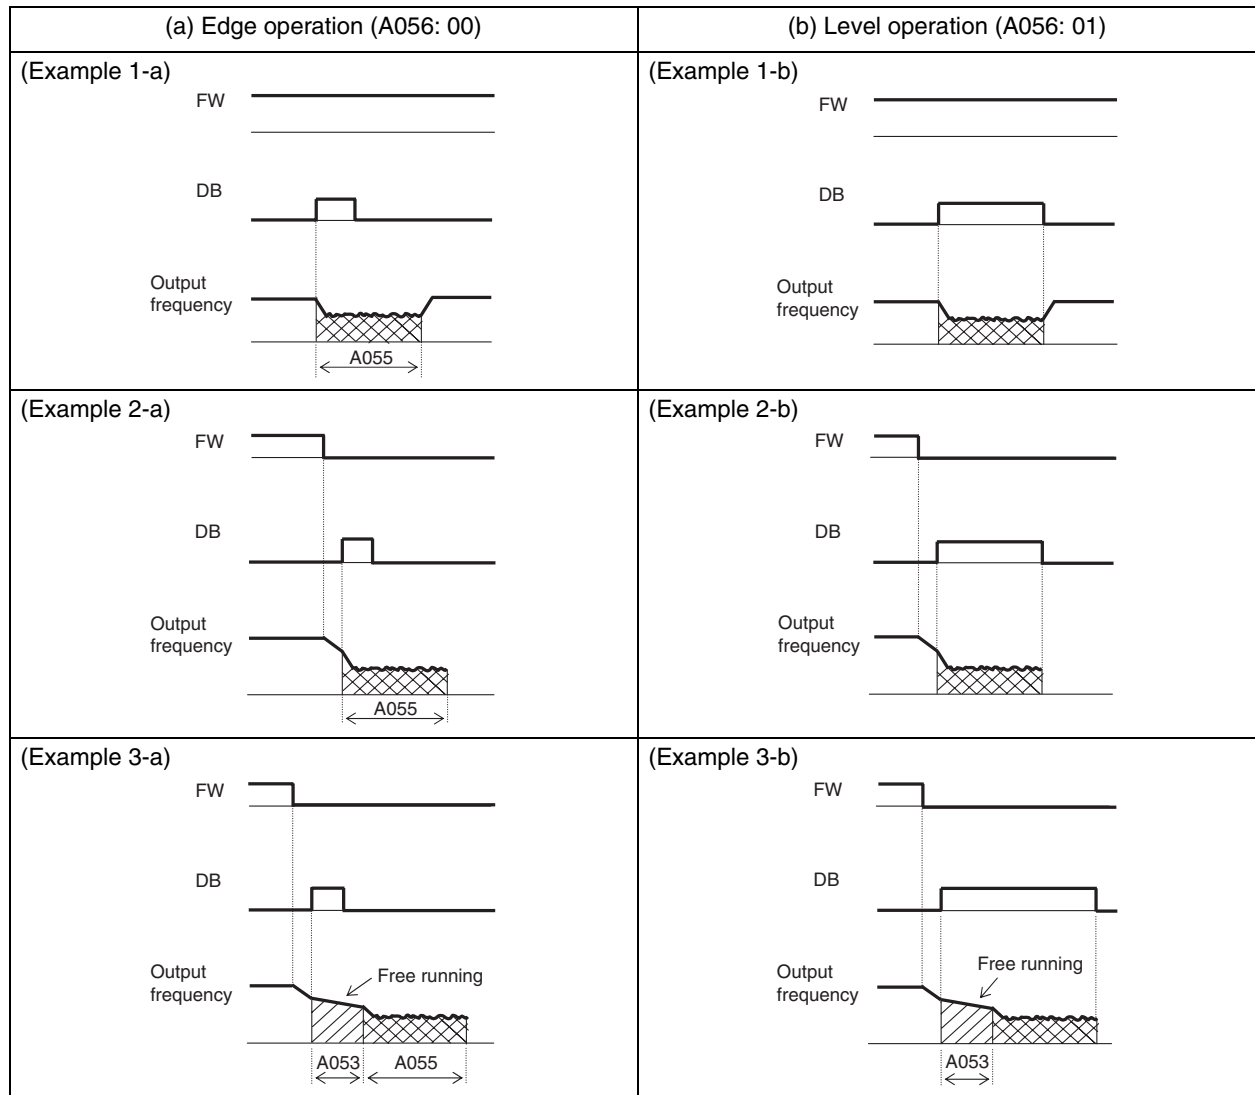 (a) Edge operation (A056: 00)
(b) Level operation (A056: 01)
(Example 1-a)
FW
DB
Output
frequency
A055
(Example 1-b)
FW
DB
Output
frequency
(Example 2-a)
FW
DB
Output
frequency
A055
(Example 2-b)
FW
DB
Output
frequency
(Example 3-a)
FW
DB
Output
frequency
Free running
A053
A055
(Example 3-b)
FW
DB
Output
frequency
Free running
A053